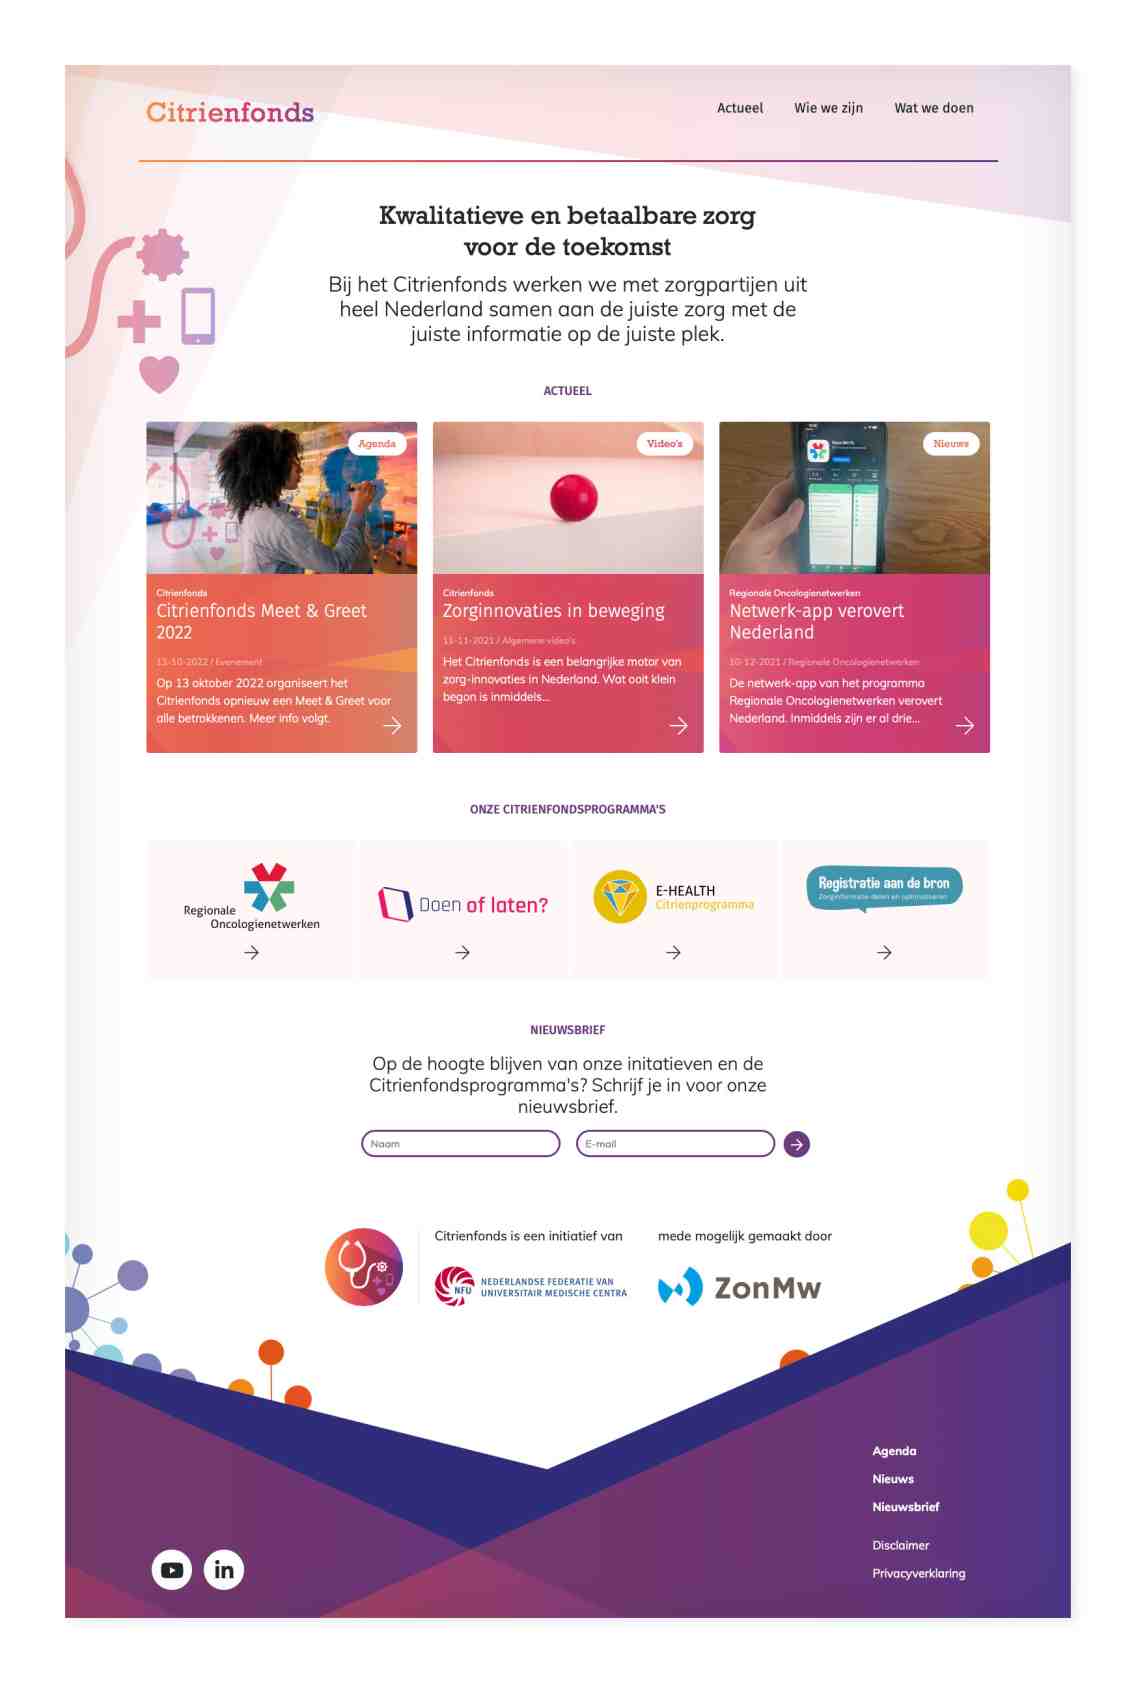 Citrienfonds
Actueel
Wie we zijn
Wat we doen
Kwalitatieve en betaalbare zorg
voor de toekomst
Bij het Citrienfonds werken we met zorgpartijen uit
heel Nederland samen aan de juiste zorg met de
juiste informatie op de juiste plek.
ACTUEEL
Agenda
Citrienfonds
Citrienfonds Meet & Greet
2022
13-10-2022 / Evenement
Op 13 oktober 2022 organiseert het
Citrienfonds opnieuw een Meet & Greet voor
alle betrokkenen. Meer info volgt.
Video's
Citrienfonds
Zorginnovaties in beweging
11-11-2021 / Algemene video's
Het Citrienfonds is een belangrijke motor van
zorg-innovaties in Nederland. Wat ooit klein
begon is inmiddels...
Nieuws
Regionale Oncologienetwerken
Netwerk-app verovert
Nederland
10-12-2021 / Regionale Oncologienetwerken
De netwerk-app van het programma
Regionale Oncologienetwerken verovert
Nederland. Inmiddels zijn er al drie...
ONZE CITRIENFONDSPROGRAMMA'S
Regionale
Oncologienetwerken
Doen of laten?
E-HEALTH
Citrienprogramma
Registratie aan de bron
Zorginformatie delen en optimaliseren
NIEUWSBRIEF
Op de hoogte blijven van onze initatieven en de
Citrienfondsprogramma's? Schrijf je in voor onze
nieuwsbrief.
Naam
E-mail
Citrienfonds is een initiatief van
NFU
NEDERLANDSE FEDERATIE VAN
UNIVERSITAIR MEDISCHE CENTRA
mede mogelijk gemaakt door
ZonMw
Agenda
Nieuws
Nieuwsbrief
Disclaimer
Privacyverklaring
in